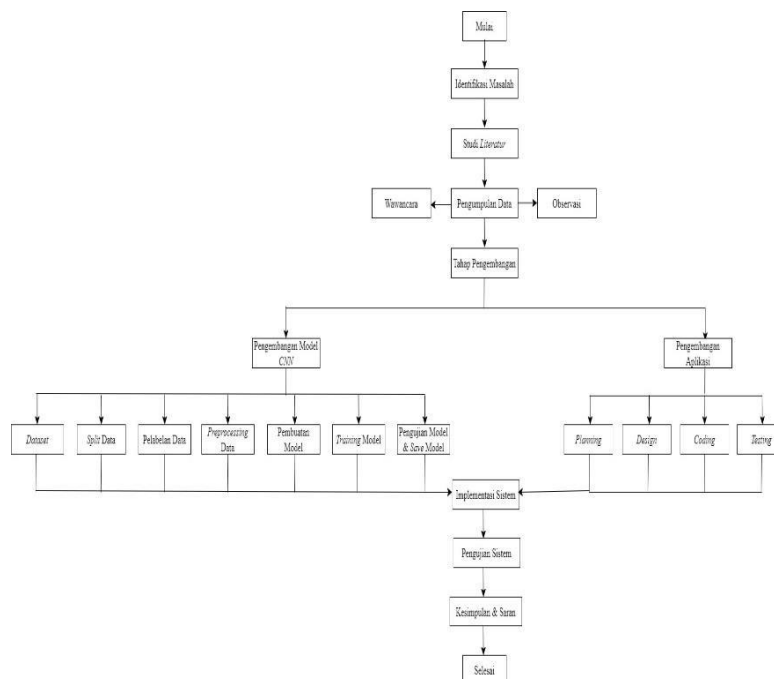 Mulai
Identifikasi Masalah
Studi Literatur
Wawancara
Pengumpulan Data
Observasi
Tahap Pengembangan
Pengembangan Model
CNN
Pengembangan
Aplikasi
Dataset
Split Data
Pelabelan Data
Preprocessing
Data
Pembuatan
Model
Training Model
Pengujian Model
& Save Model
Planning
Design
Coding
Testing
Implementasi Sistem
Pengujian Sistem
Kesimpulan & Saran
Selesai